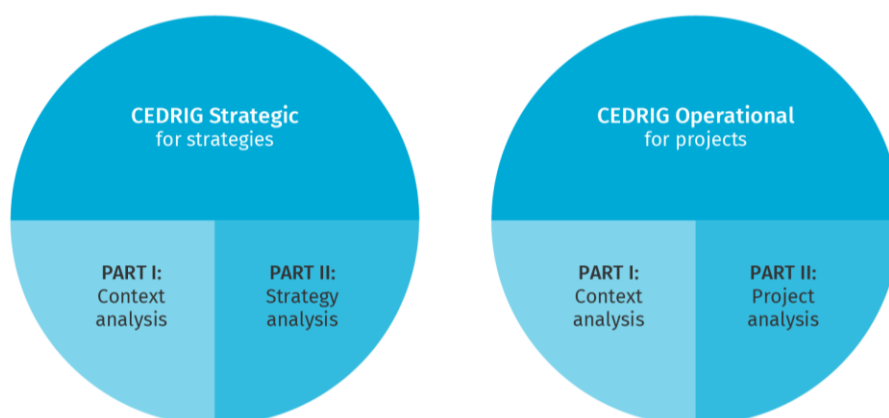 CEDRIG Strategic
for strategies
PART I:
Context
analysis
PART II:
Strategy
analysis
CEDRIG Operational
for projects
PART I:
Context
analysis
PART II:
Project
analysis